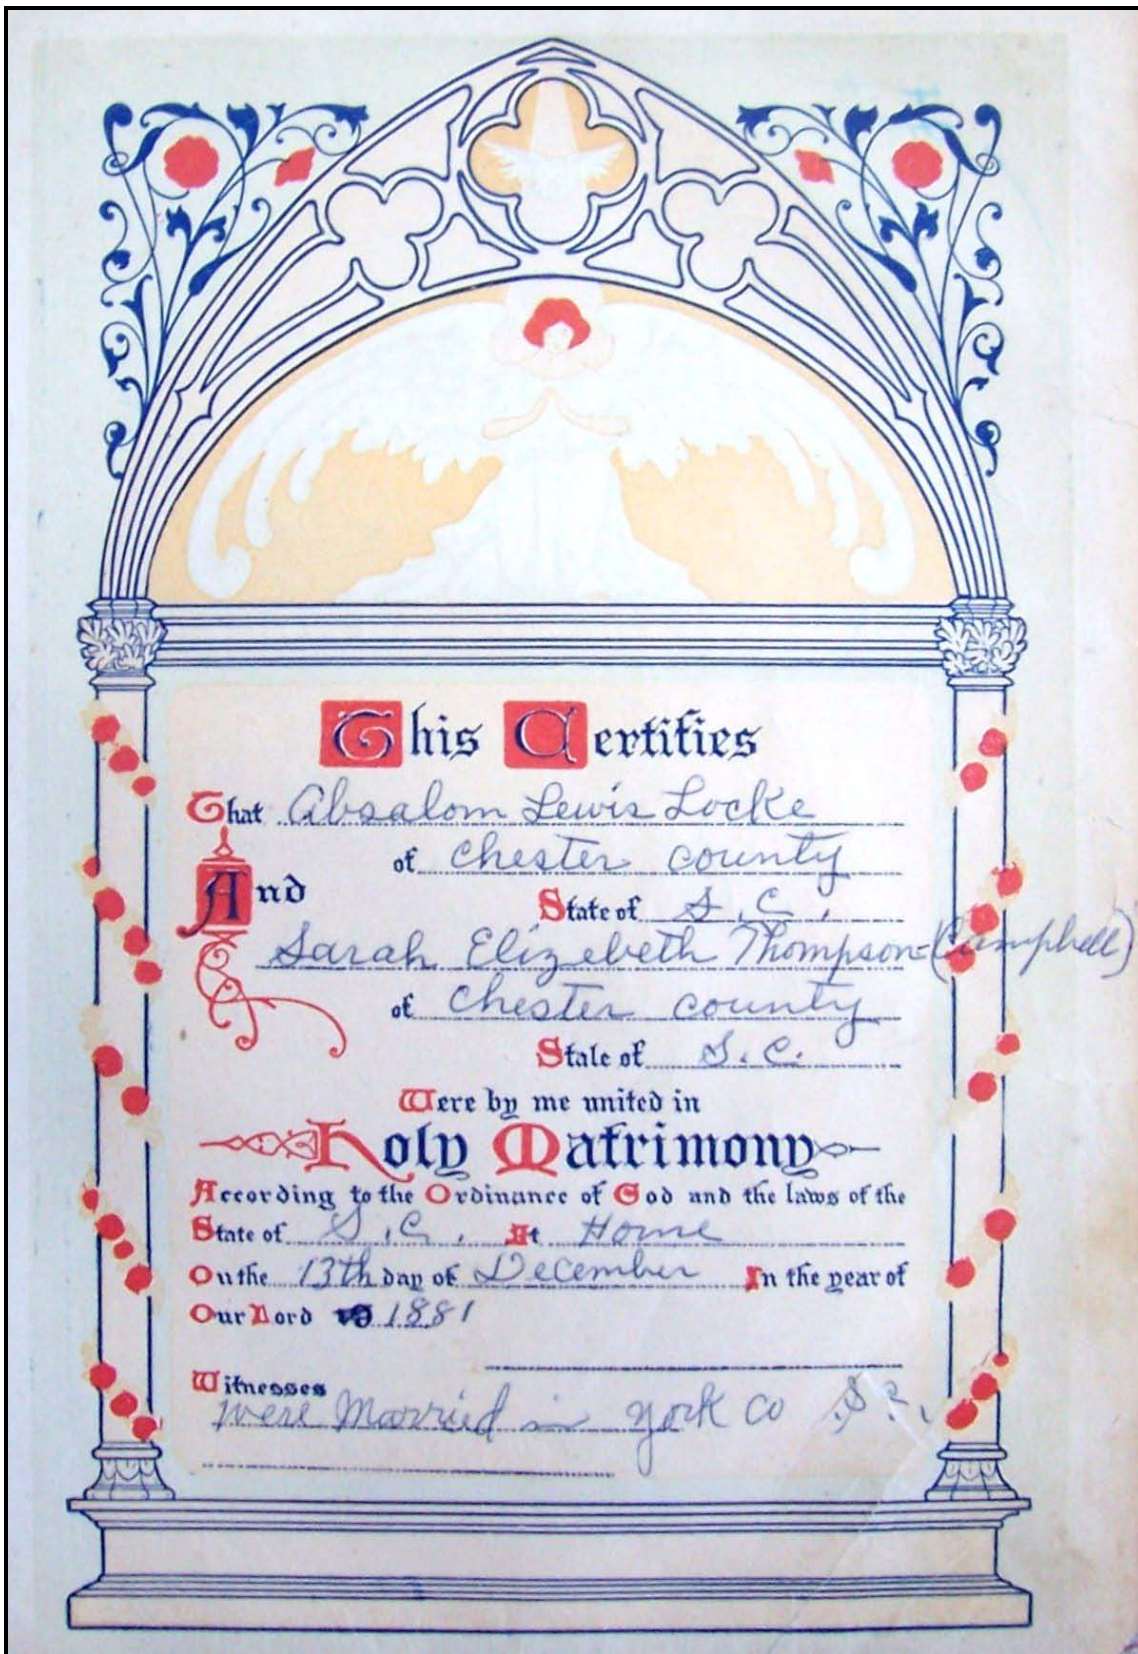 This Certifies
That Absalom Lewis Locke
of Chester County
And
State of S.C.
Sarah Elizebeth Thompson-(Campbell)
of Chester County
State of S.C.
Were by me united in
Holy Matrimony
According to the Ordinance of God and the laws of the
State of S.C. At Home
On the 13th day of December In the year of
Our Lord 1881
Witnesses
were Married in York Co S.C.